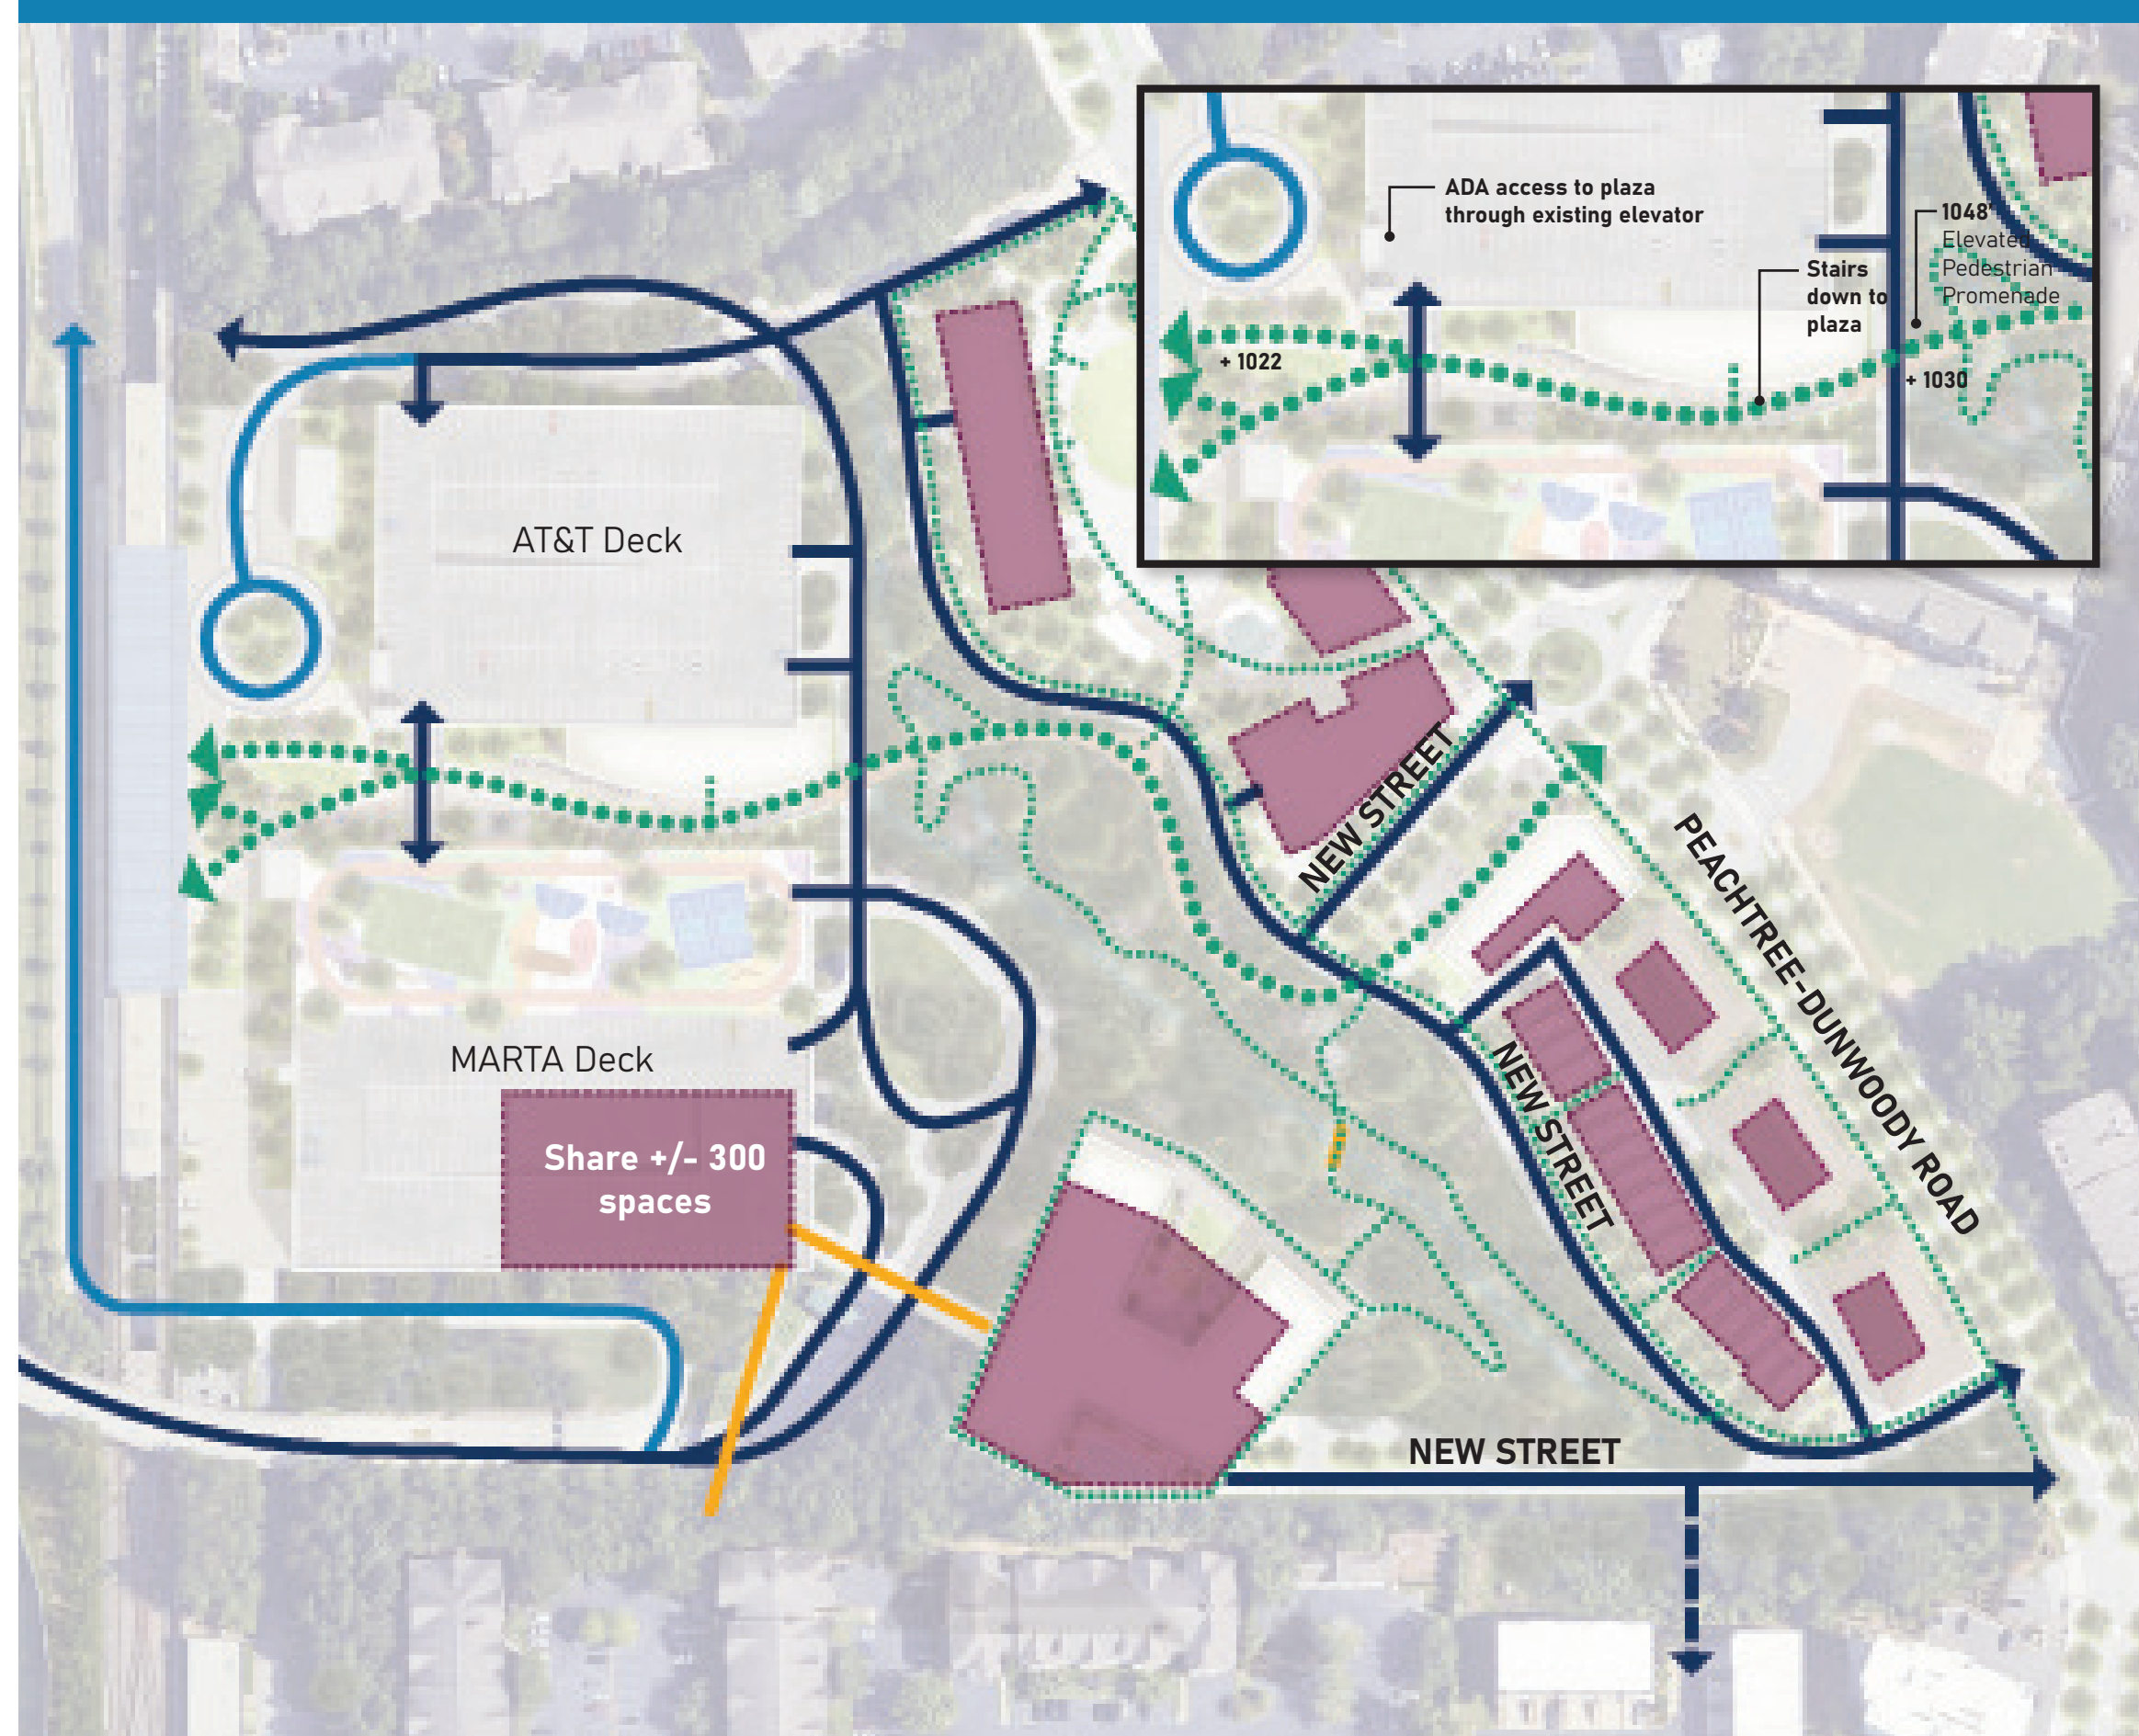 ADA access to plaza
through existing elevator
1048'
Elevated
Pedestrian
Promenade
Stairs
down to
plaza
+ 1022
+ 1030
AT&T Deck
NEW STREET
PEACHTREE-DUNWOODY ROAD
MARTA Deck
NEW STREET
Share +/- 300
spaces
NEW STREET